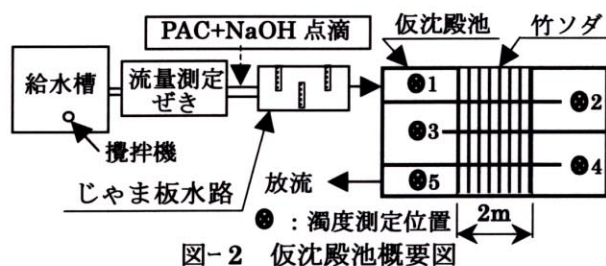 PAC+NaOH 点滴
仮沈殿池
竹ソダ
給水槽
流量測定
ぜき
攪拌機
じゃま板水路
放流
1
2
3
4
5
：濁度測定位置
2m
図-2 仮沈殿池概要図